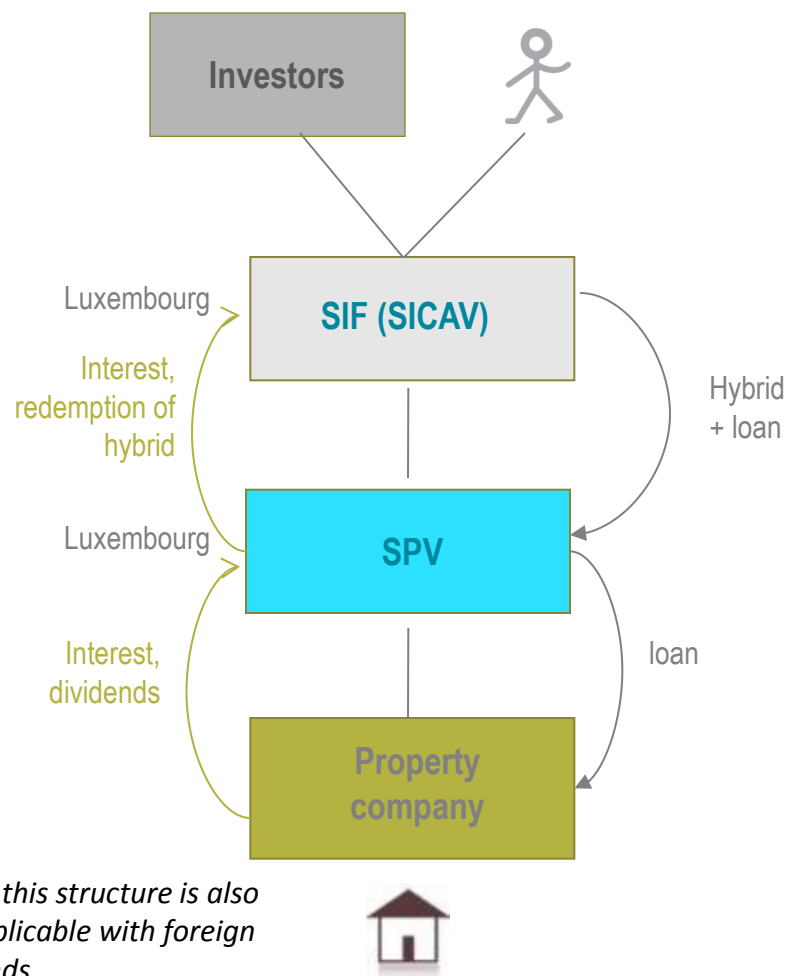 Investors
Luxembourg
SIF (SICAV)
Interest,
redemption of
hybrid
Hybrid
+ loan
Luxembourg
SPV
Interest,
dividends
loan
Property
company
this structure is also
plicable with foreign